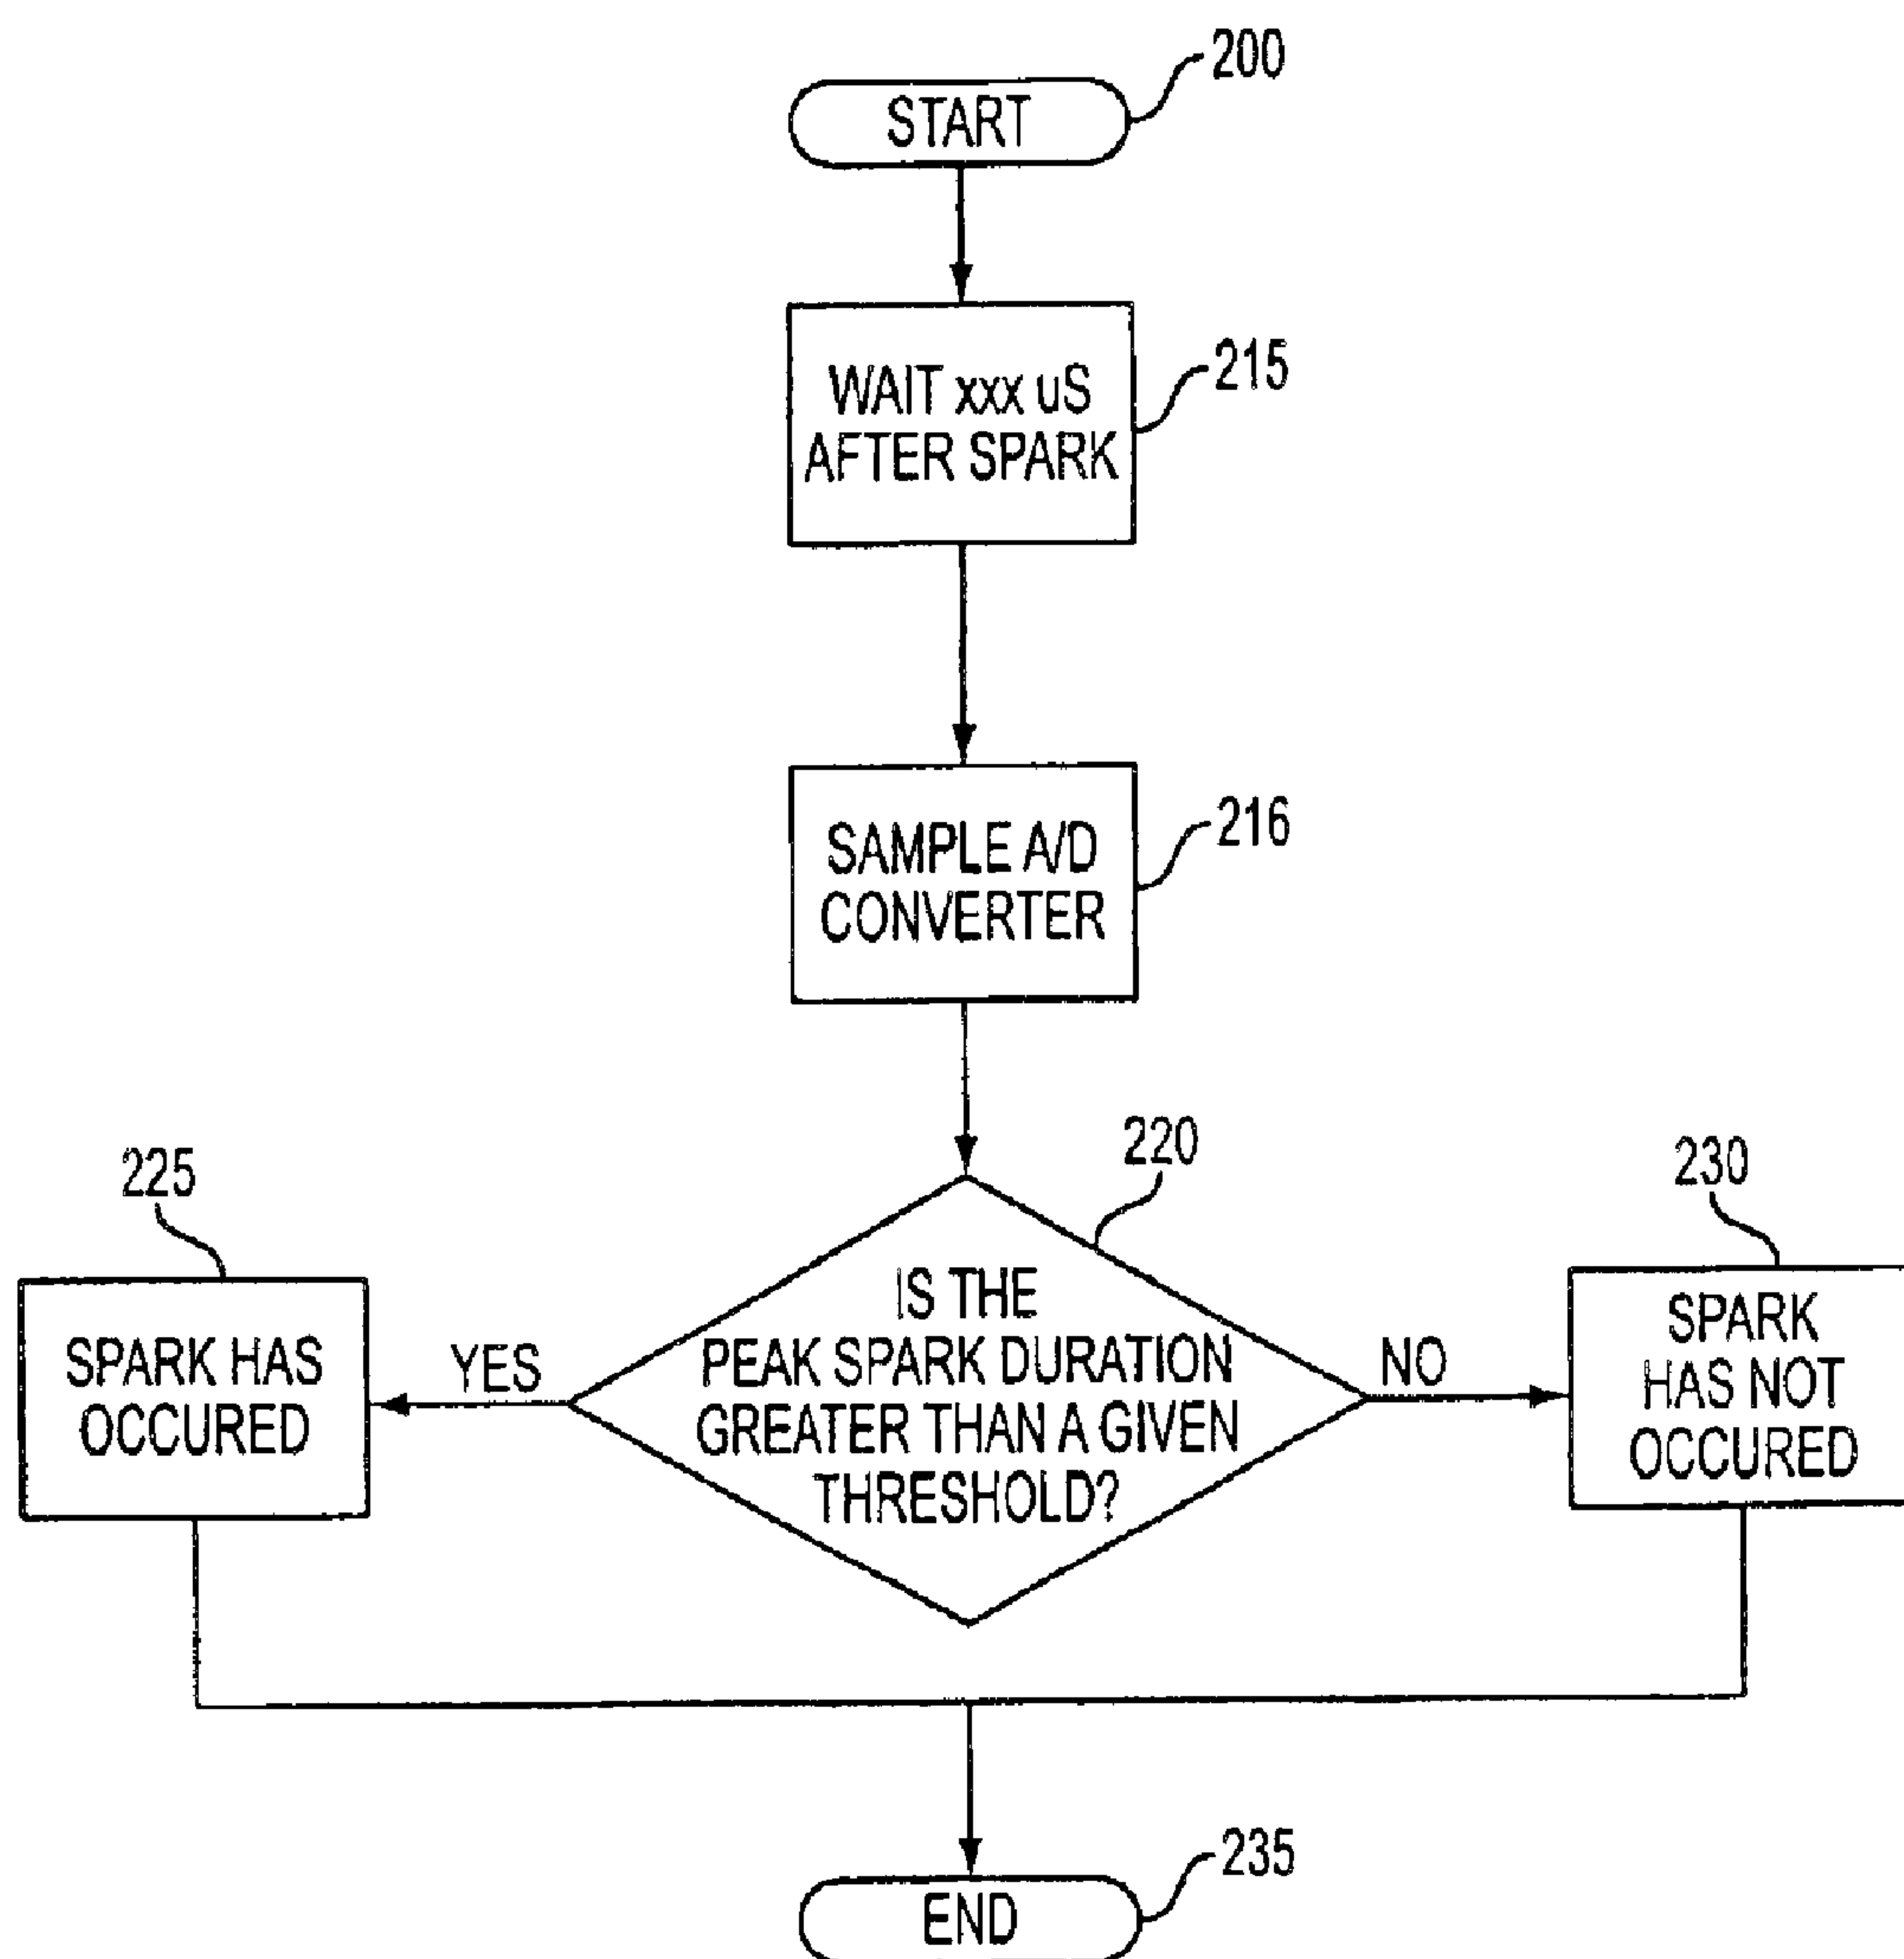 200
START
215
WAIT xxx uS
AFTER SPARK
216
SAMPLE A/D
CONVERTER
220
225
230
IS THE
PEAK SPARK DURATION
GREATER THAN A GIVEN
THRESHOLD?
YES
NO
SPARK HAS
OCCURED
SPARK
HAS NOT
OCCURED
235
END